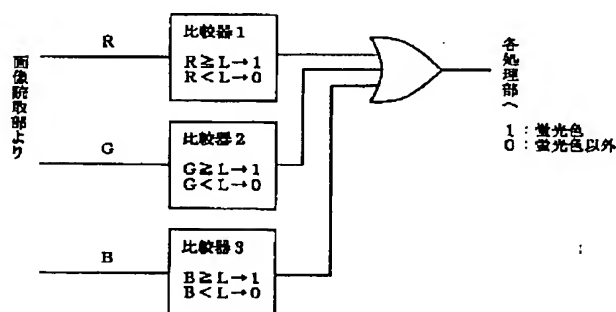 画像読取部より
R
比較器1
R≧L→1
R<L→0
G
比較器2
G≧L→1
G<L→0
B
比較器3
B≧L→1
B<L→0
各処理部へ
1：蛍光色
0：蛍光色以外